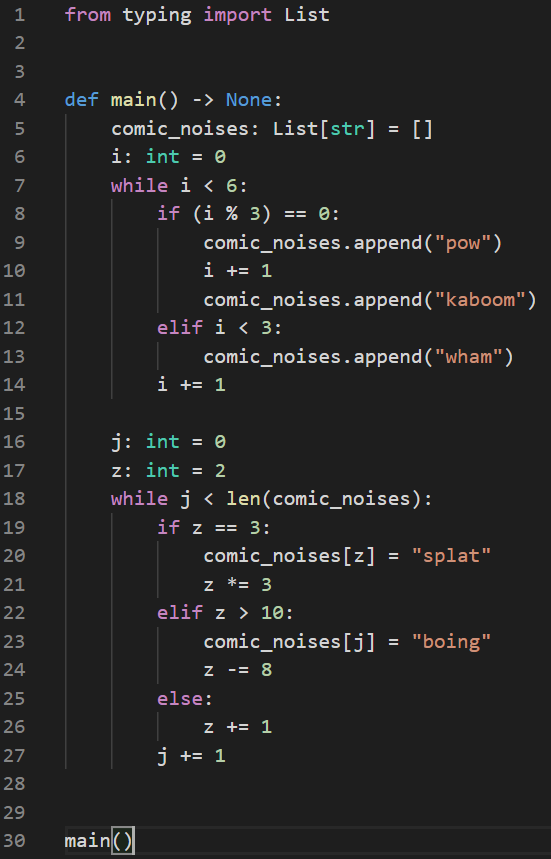 1 from typing import List
2
3
4 def main() -> None:
5     comic_noises: List[str] = []
6     i: int = 0
7     while i < 6:
8         if (i % 3) == 0:
9             comic_noises.append("pow")
10             i += 1
11             comic_noises.append("kaboom")
12         elif i < 3:
13             comic_noises.append("wham")
14         i += 1
15
16     j: int = 0
17     z: int = 2
18     while j < len(comic_noises):
19         if z == 3:
20             comic_noises[z] = "splat"
21             z *= 3
22         elif z > 10:
23             comic_noises[j] = "boing"
24             z -= 8
25         else:
26             z += 1
27         j += 1
28
29
30 main()